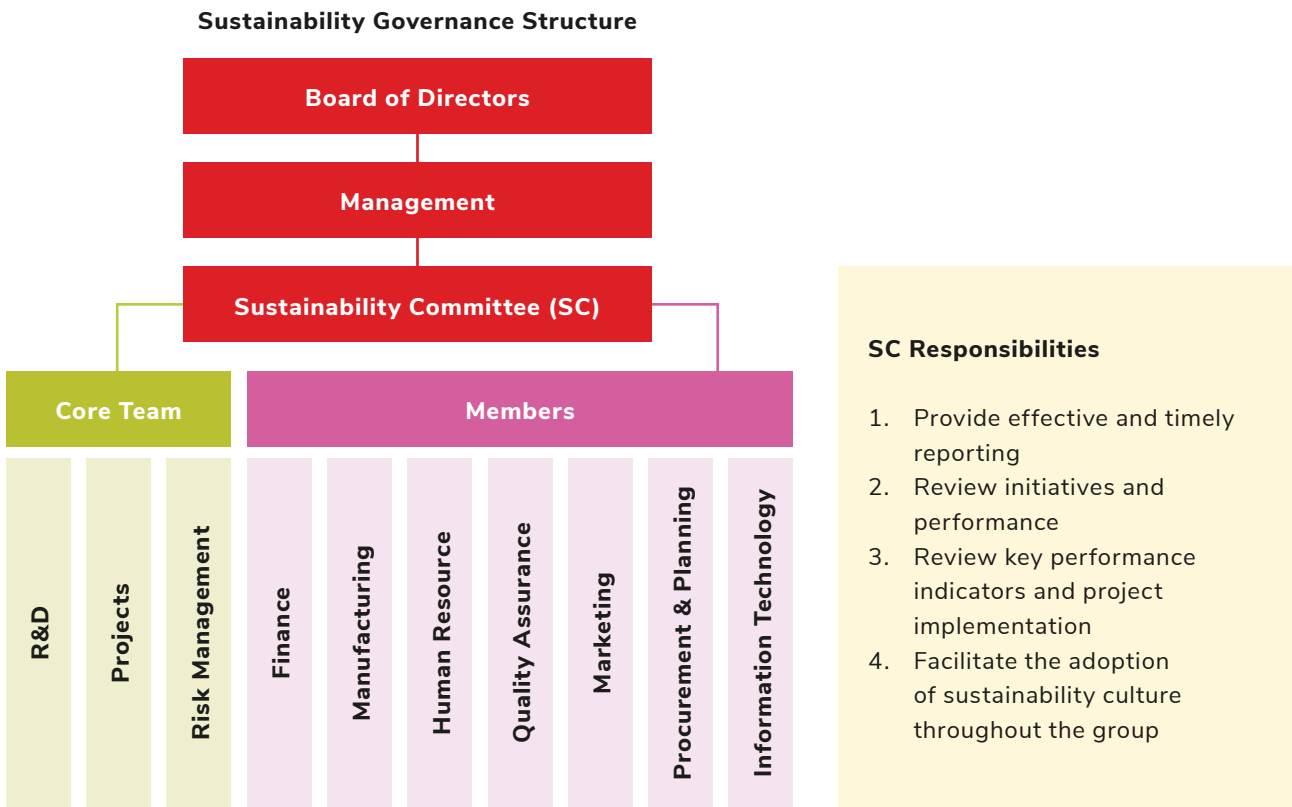 Sustainability Governance Structure
Board of Directors
Management
Sustainability Committee (SC)
Core Team
Members
R&D
Projects
Risk Management
Finance
Manufacturing
Human Resource
Quality Assurance
Marketing
Procurement & Planning
Information Technology
SC Responsibilities
1. Provide effective and timely
reporting
2. Review initiatives and
performance
3. Review key performance
indicators and project
implementation
4. Facilitate the adoption
of sustainability culture
throughout the group